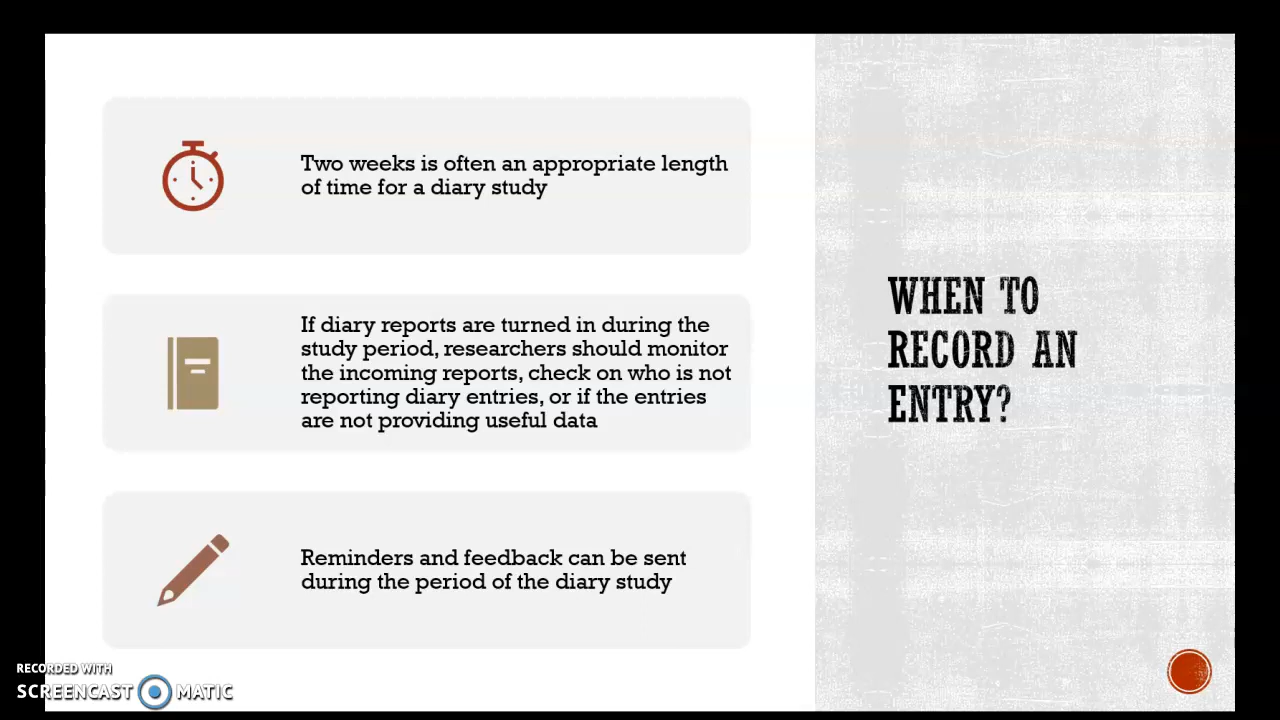 Two weeks is often an appropriate length
of time for a diary study
If diary reports are turned in during the
study period, researchers should monitor
the incoming reports, check on who is not
reporting diary entries, or if the entries
are not providing useful data
Reminders and feedback can be sent
during the period of the diary study
WHEN TO
RECORD AN
ENTRY?
RECORDED WITH
SCREENCAST MATIC